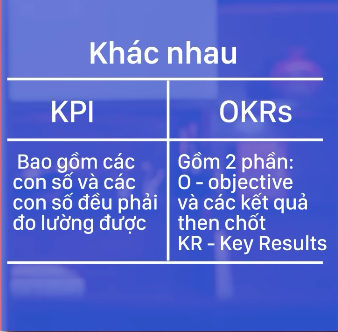 Khác nhau
KPI
OKRs
Bao gồm các
con số và các
con số đều phải
đo lường được
Gồm 2 phần:
O - objective
và các kết quả
then chốt
KR - Key Results